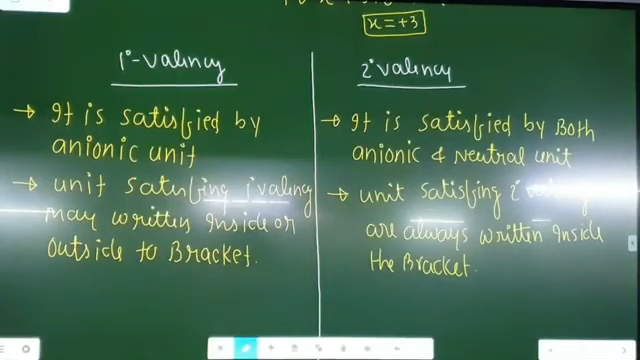 x = +3
1°-valency
→ It is satisfied by
anionic unit
→ unit satisfying 1°valency
may written inside or
outside to Bracket.
2°valency
→ It is satisfied by Both
anionic & Neutral unit
→ unit satisfying 2° valency
are always written inside
the Bracket.